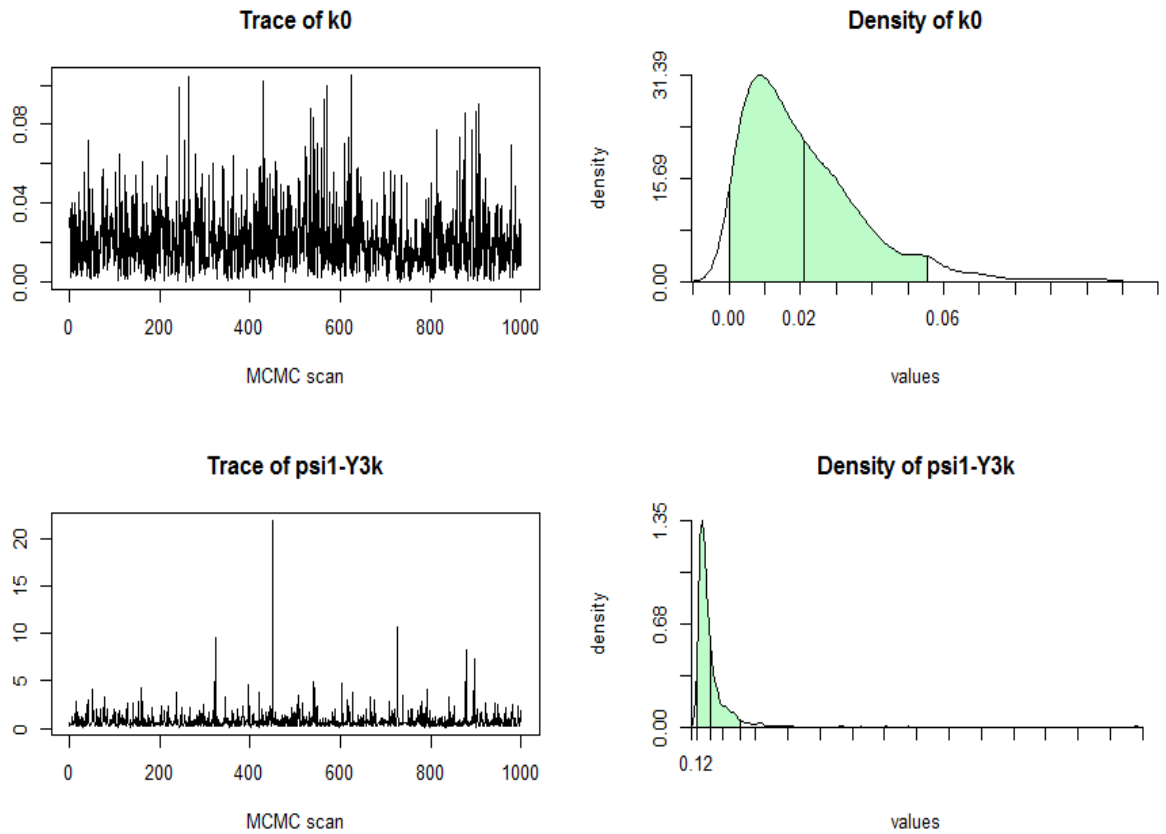 Trace of k0
Density of k0
0.00 0.04 0.08
0 200 400 600 800 1000
MCMC scan
density
0.00 15.69 31.39
0.00 0.02 0.06
values
Trace of psi1-Y3k
Density of psi1-Y3k
0 5 10 15 20
0 200 400 600 800 1000
MCMC scan
density
0.00 0.68 1.35
0.12
values